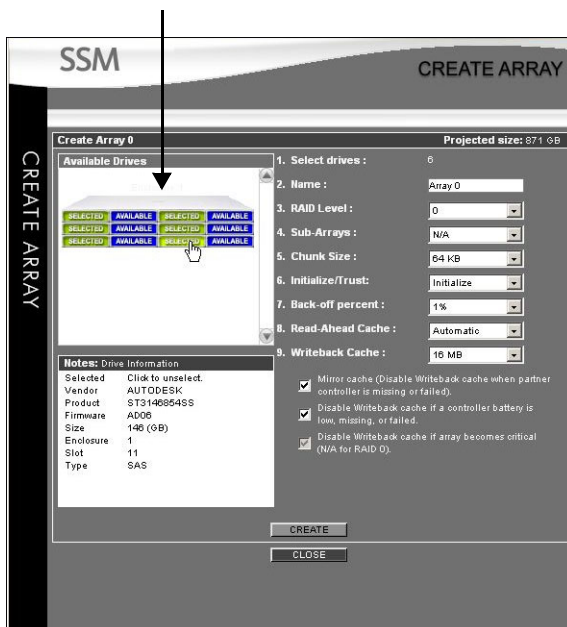 SSM
CREATE ARRAY
CREATE ARRAY
Create Array 0
Projected size: 871 GB
Available Drives
SELECTED AVAILABLE SELECTED AVAILABLE
SELECTED AVAILABLE SELECTED AVAILABLE
SELECTED AVAILABLE SELECTED AVAILABLE
1. Select drives : 6
2. Name : Array 0
3. RAID Level : 0
4. Sub-Arrays : N/A
5. Chunk Size : 64 KB
6. Initialize/Trust: Initialize
7. Back-off percent : 1%
8. Read-Ahead Cache : Automatic
9. Writeback Cache : 16 MB
Mirror cache (Disable Writeback cache when partner
controller is missing or failed).
Disable Writeback cache if a controller battery is
low, missing, or failed.
Disable Writeback cache if array becomes critical
(N/A for RAID 0).
Notes: Drive Information
Selected Click to unselect.
Vendor AUTODESK
Product ST3146854SS
Firmware AD06
Size 146 (GB)
Enclosure 1
Slot 11
Type SAS
CREATE
CLOSE